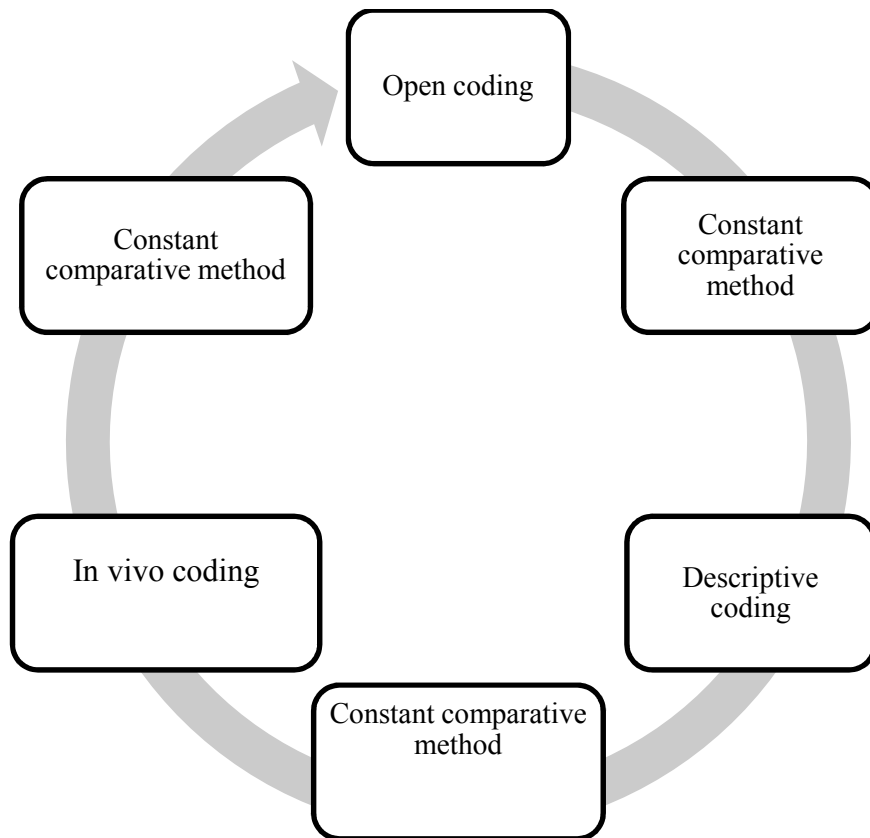 Open coding
Constant
comparative
method
Descriptive
coding
Constant comparative
method
In vivo coding
Constant
comparative method